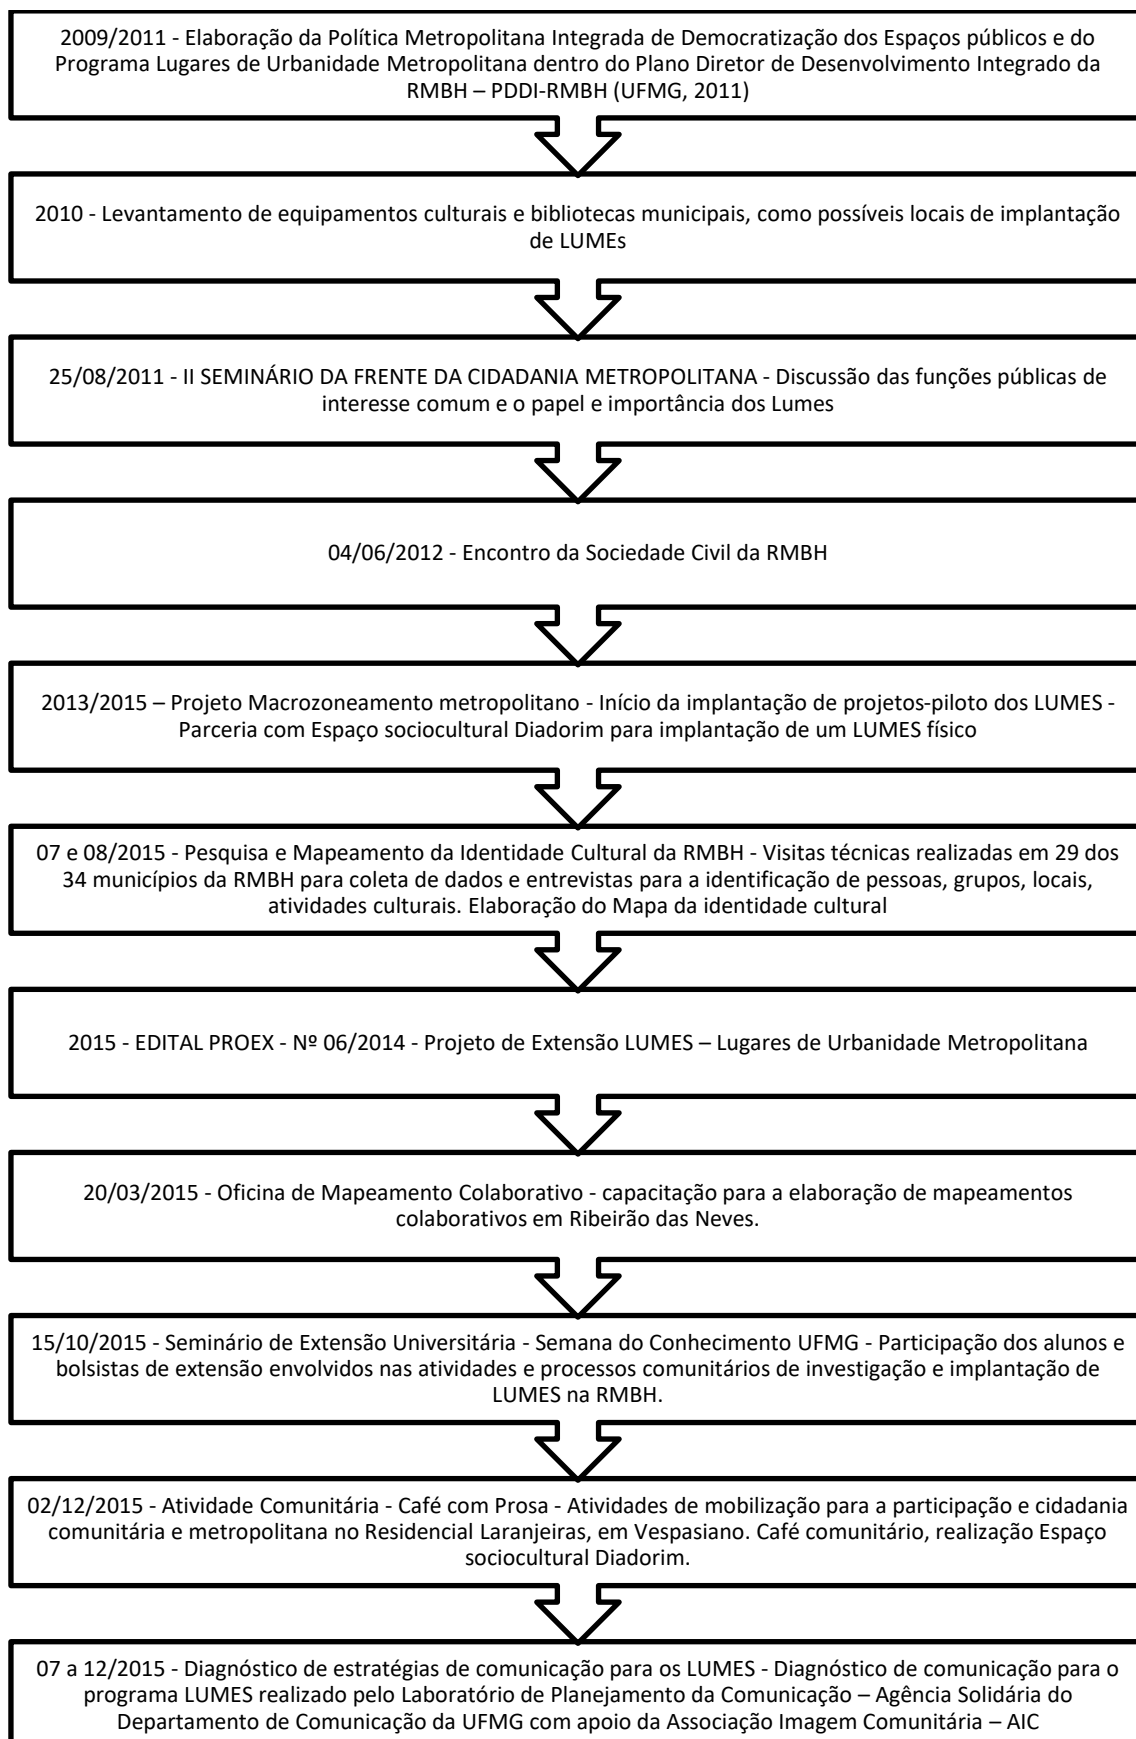 2009/2011 - Elaboração da Política Metropolitana Integrada de Democratização dos Espaços públicos e do
Programa Lugares de Urbanidade Metropolitana dentro do Plano Diretor de Desenvolvimento Integrado da
RMBH – PDDI-RMBH (UFMG, 2011)
2010 - Levantamento de equipamentos culturais e bibliotecas municipais, como possíveis locais de implantação
de LUMEs
25/08/2011 - II SEMINÁRIO DA FRENTE DA CIDADANIA METROPOLITANA - Discussão das funções públicas de
interesse comum e o papel e importância dos Lumes
04/06/2012 - Encontro da Sociedade Civil da RMBH
2013/2015 – Projeto Macrozoneamento metropolitano - Início da implantação de projetos-piloto dos LUMES -
Parceria com Espaço sociocultural Diadorim para implantação de um LUMES físico
07 e 08/2015 - Pesquisa e Mapeamento da Identidade Cultural da RMBH - Visitas técnicas realizadas em 29 dos
34 municípios da RMBH para coleta de dados e entrevistas para a identificação de pessoas, grupos, locais,
atividades culturais. Elaboração do Mapa da identidade cultural
2015 - EDITAL PROEX - Nº 06/2014 - Projeto de Extensão LUMES – Lugares de Urbanidade Metropolitana
20/03/2015 - Oficina de Mapeamento Colaborativo - capacitação para a elaboração de mapeamentos
colaborativos em Ribeirão das Neves.
15/10/2015 - Seminário de Extensão Universitária - Semana do Conhecimento UFMG - Participação dos alunos e
bolsistas de extensão envolvidos nas atividades e processos comunitários de investigação e implantação de
LUMES na RMBH.
02/12/2015 - Atividade Comunitária - Café com Prosa - Atividades de mobilização para a participação e cidadania
comunitária e metropolitana no Residencial Laranjeiras, em Vespasiano. Café comunitário, realização Espaço
sociocultural Diadorim.
07 a 12/2015 - Diagnóstico de estratégias de comunicação para os LUMES - Diagnóstico de comunicação para o
programa LUMES realizado pelo Laboratório de Planejamento da Comunicação – Agência Solidária do
Departamento de Comunicação da UFMG com apoio da Associação Imagem Comunitária – AIC